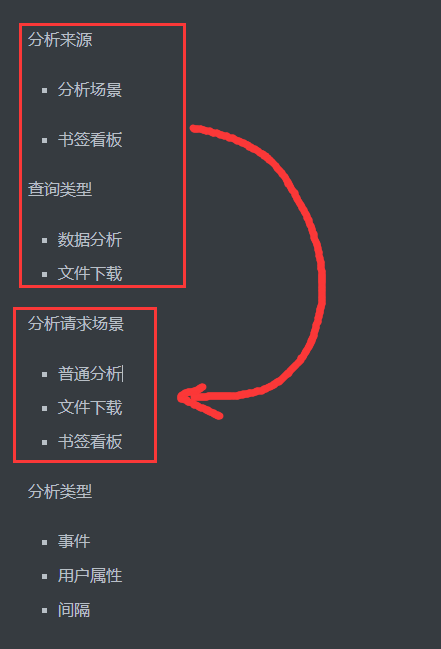 分析来源
分析场景
书签看板
查询类型
数据分析
文件下载
分析请求场景
普通分析
文件下载
书签看板
分析类型
事件
用户属性
间隔